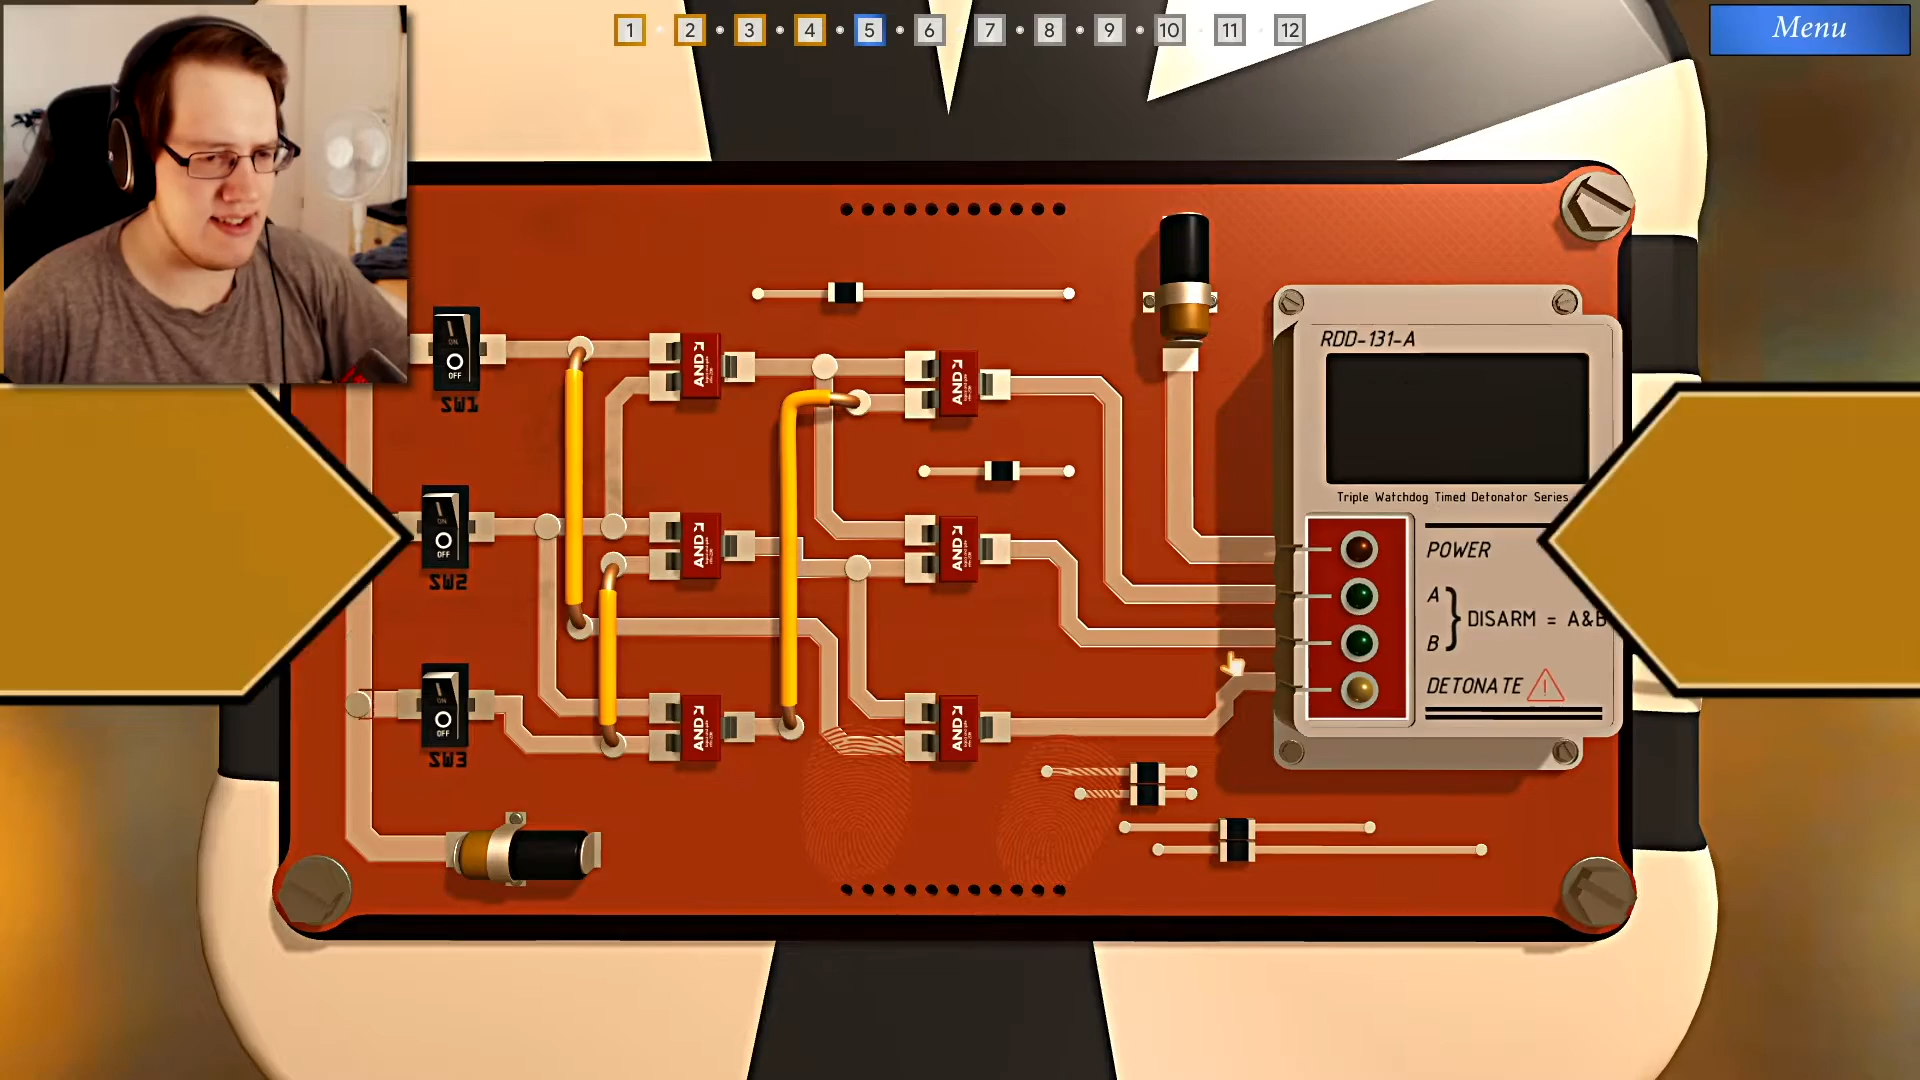 1 2 3 4 5 6 7 8 9 10 11 12
Menu
RDD-131-A
ON
OFF
SW1
AND
AND
Triple Watchdog Timed Detonator Series
ON
OFF
SW2
AND
AND
POWER
A
DISARM = A&B
B
ON
OFF
SW3
AND
AND
DETONATE